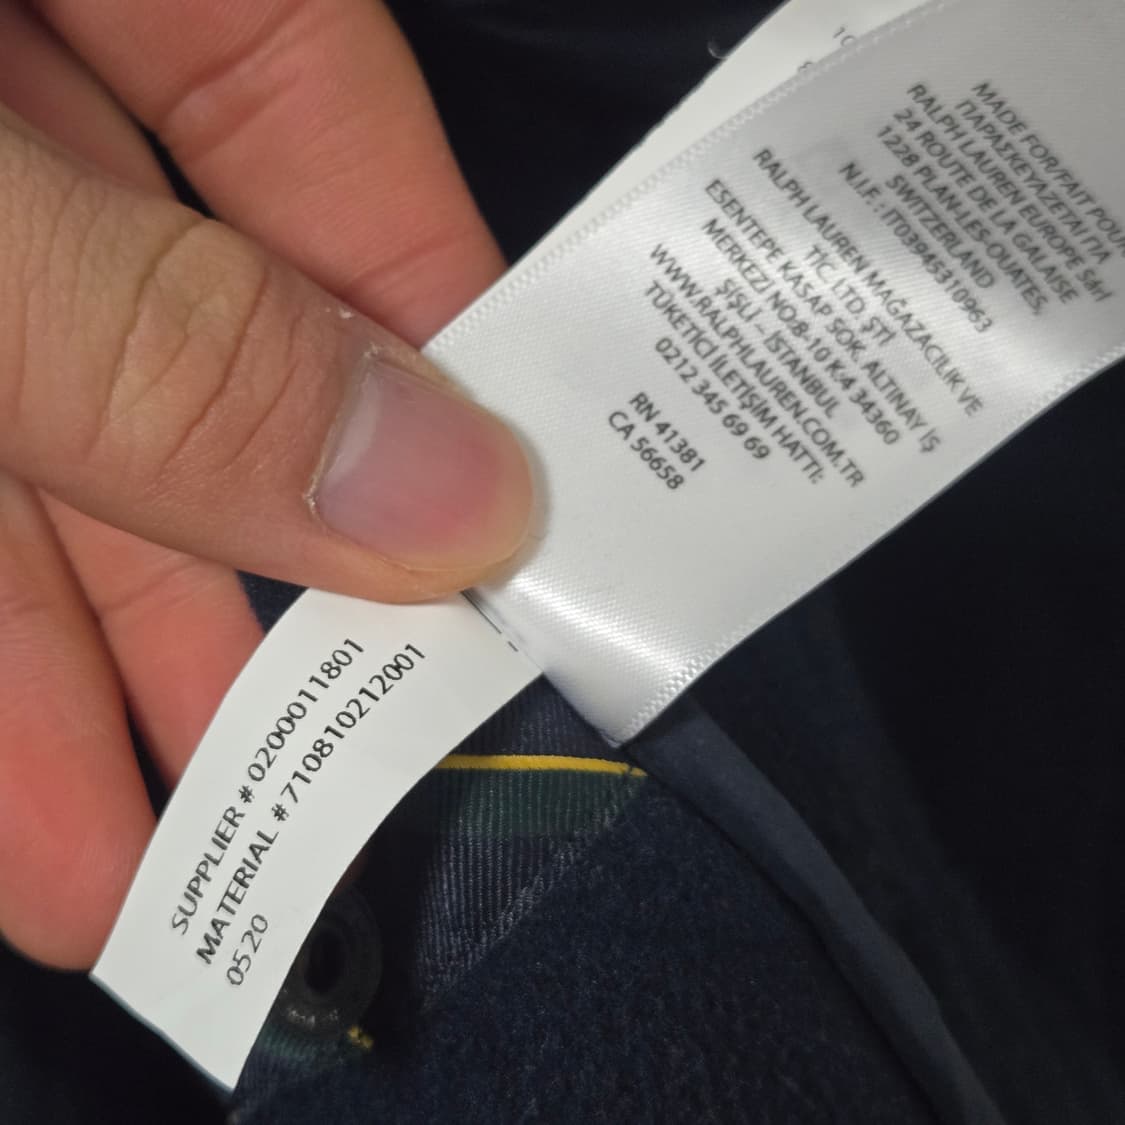 MADE FOR/FAIT POUR
ΠΑΡΑΣΚΕΥΑΖΕΤΑΙ ΓΙΑ
RALPH LAUREN EUROPE Sàrl
24 ROUTE DE LA GALAISE
1228 PLAN-LES-OUATES,
SWITZERLAND
N.I.F. : IT03945310963
RALPH LAUREN MAĞAZACILIK VE
TİC. LTD. ŞTİ
ESENTEPE KASAP SOK. ALTINAY İŞ
MERKEZİ NO:8-10 K:4 34360
ŞİŞLİ – İSTANBUL
WWW.RALPHLAUREN.COM.TR
TÜKETİCİ İLETİŞİM HATTI:
0212 345 69 69
RN 41381
CA 56658
SUPPLIER # 0200011801
MATERIAL # 710810212001
0520